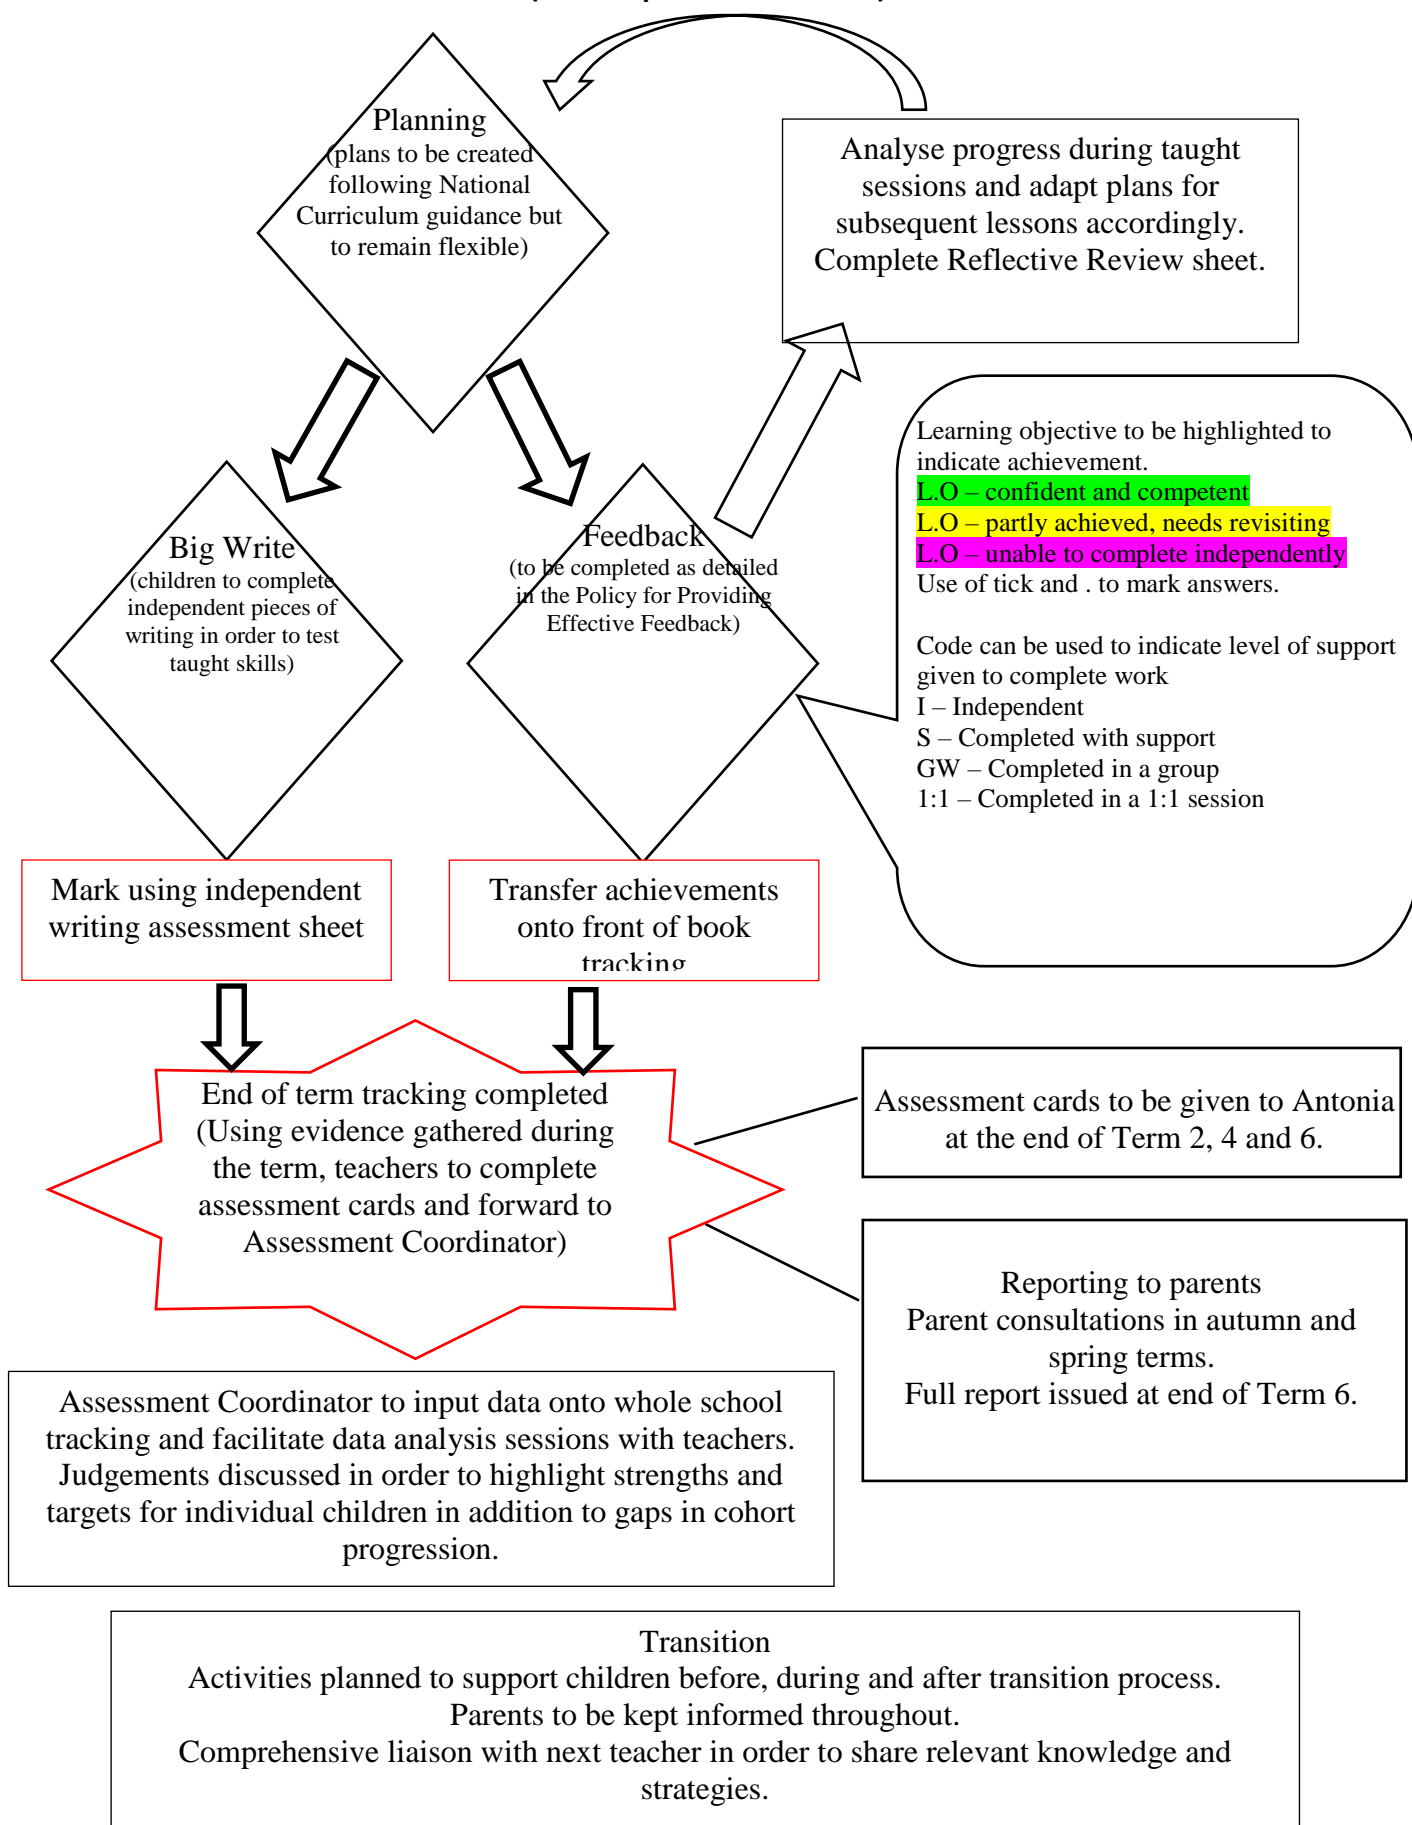 Planning
(plans to be created
following National
Curriculum guidance but
to remain flexible)
Analyse progress during taught
sessions and adapt plans for
subsequent lessons accordingly.
Complete Reflective Review sheet.
Learning objective to be highlighted to
indicate achievement.
L.O – confident and competent
L.O – partly achieved, needs revisiting
L.O – unable to complete independently
Use of tick and . to mark answers.
Code can be used to indicate level of support
given to complete work
I – Independent
S – Completed with support
GW – Completed in a group
1:1 – Completed in a 1:1 session
Big Write
(children to complete
independent pieces of
writing in order to test
taught skills)
Feedback
(to be completed as detailed
in the Policy for Providing
Effective Feedback)
Mark using independent
writing assessment sheet
Transfer achievements
onto front of book
tracking
End of term tracking completed
(Using evidence gathered during
the term, teachers to complete
assessment cards and forward to
Assessment Coordinator)
Assessment cards to be given to Antonia
at the end of Term 2, 4 and 6.
Reporting to parents
Parent consultations in autumn and
spring terms.
Full report issued at end of Term 6.
Assessment Coordinator to input data onto whole school
tracking and facilitate data analysis sessions with teachers.
Judgements discussed in order to highlight strengths and
targets for individual children in addition to gaps in cohort
progression.
Transition
Activities planned to support children before, during and after transition process.
Parents to be kept informed throughout.
Comprehensive liaison with next teacher in order to share relevant knowledge and
strategies.